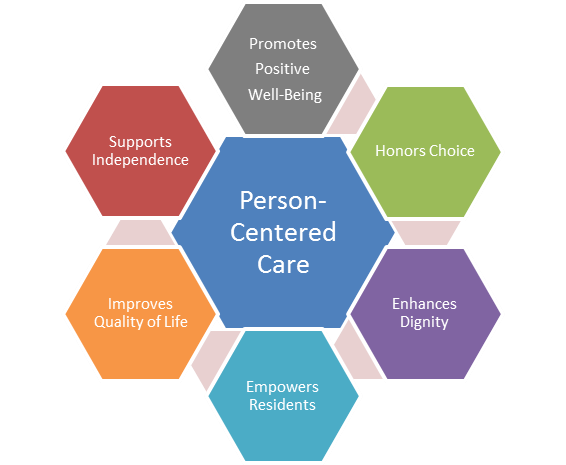 Promotes
Positive
Well-Being
Honors Choice
Supports
Independence
Person-
Centered
Care
Improves
Quality of Life
Enhances
Dignity
Empowers
Residents